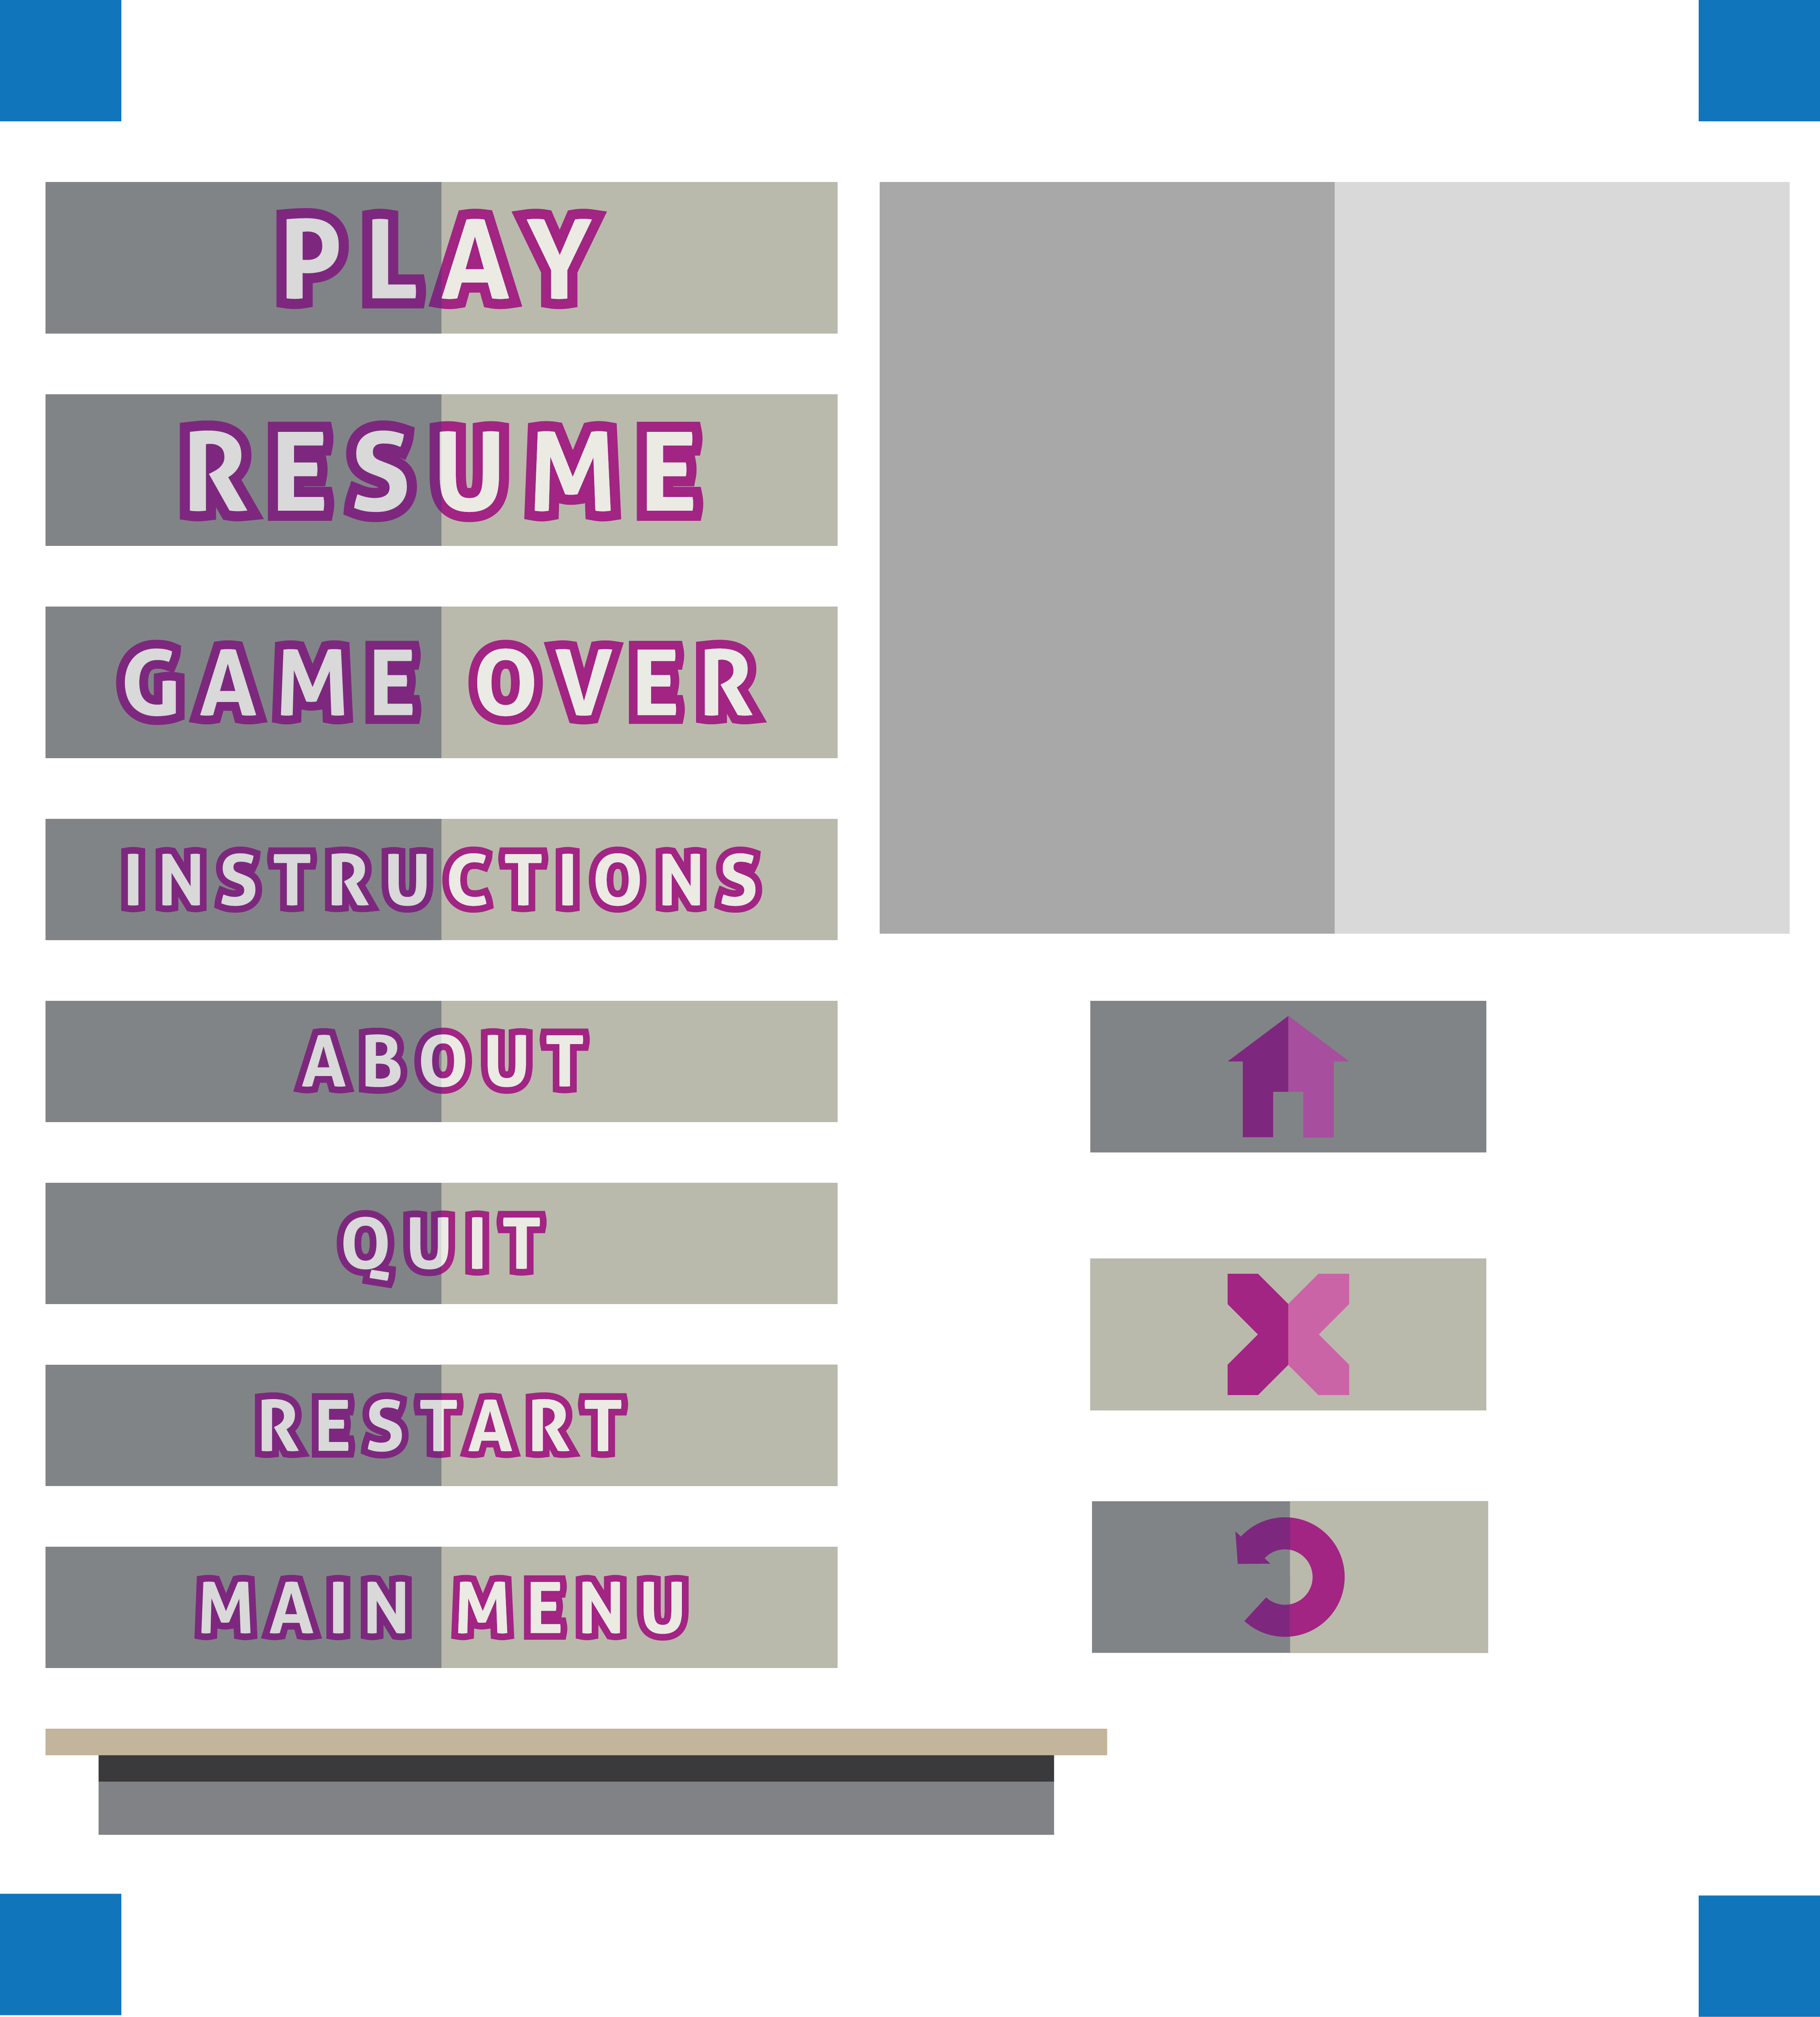 PLAY
RESUME
GAME OVER
INSTRUCTIONS
ABOUT
QUIT
RESTART
MAIN MENU